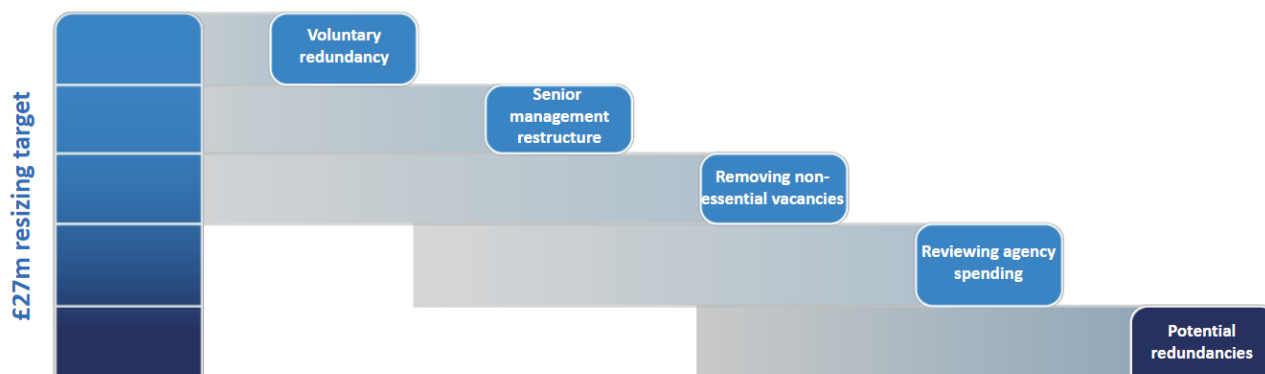 £27m resizing target
Voluntary
redundancy
Senior
management
restructure
Removing non-
essential vacancies
Reviewing agency
spending
Potential
redundancies